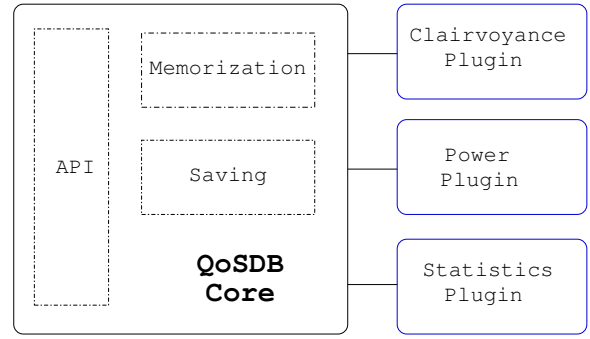 API
Memorization
Saving
QoSDB
Core
Clairvoyance
Plugin
Power
Plugin
Statistics
Plugin